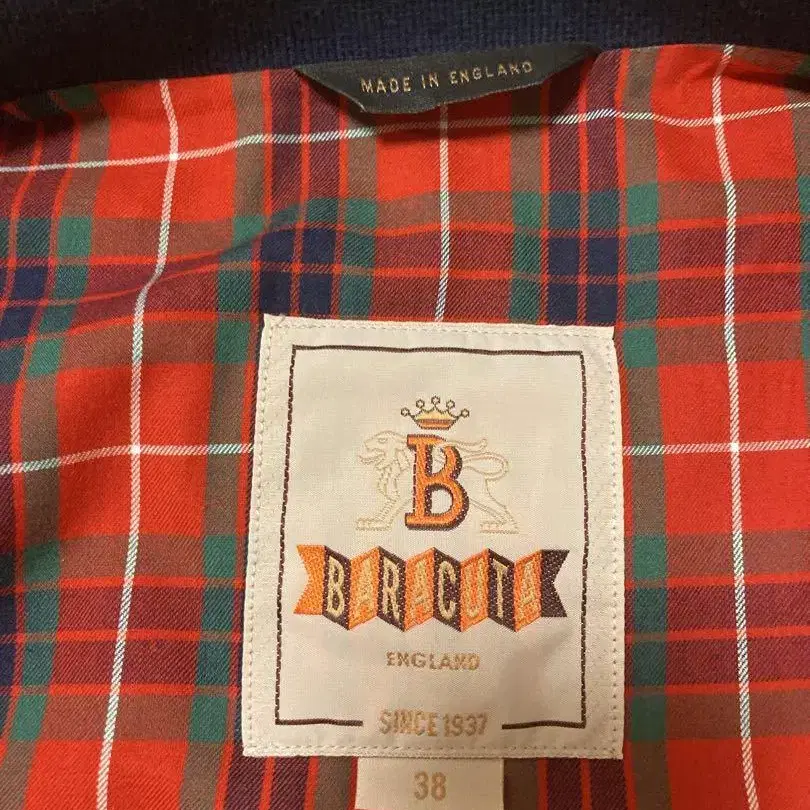 MADE IN ENGLAND
B
BARACUTA
ENGLAND
SINCE 1937
38